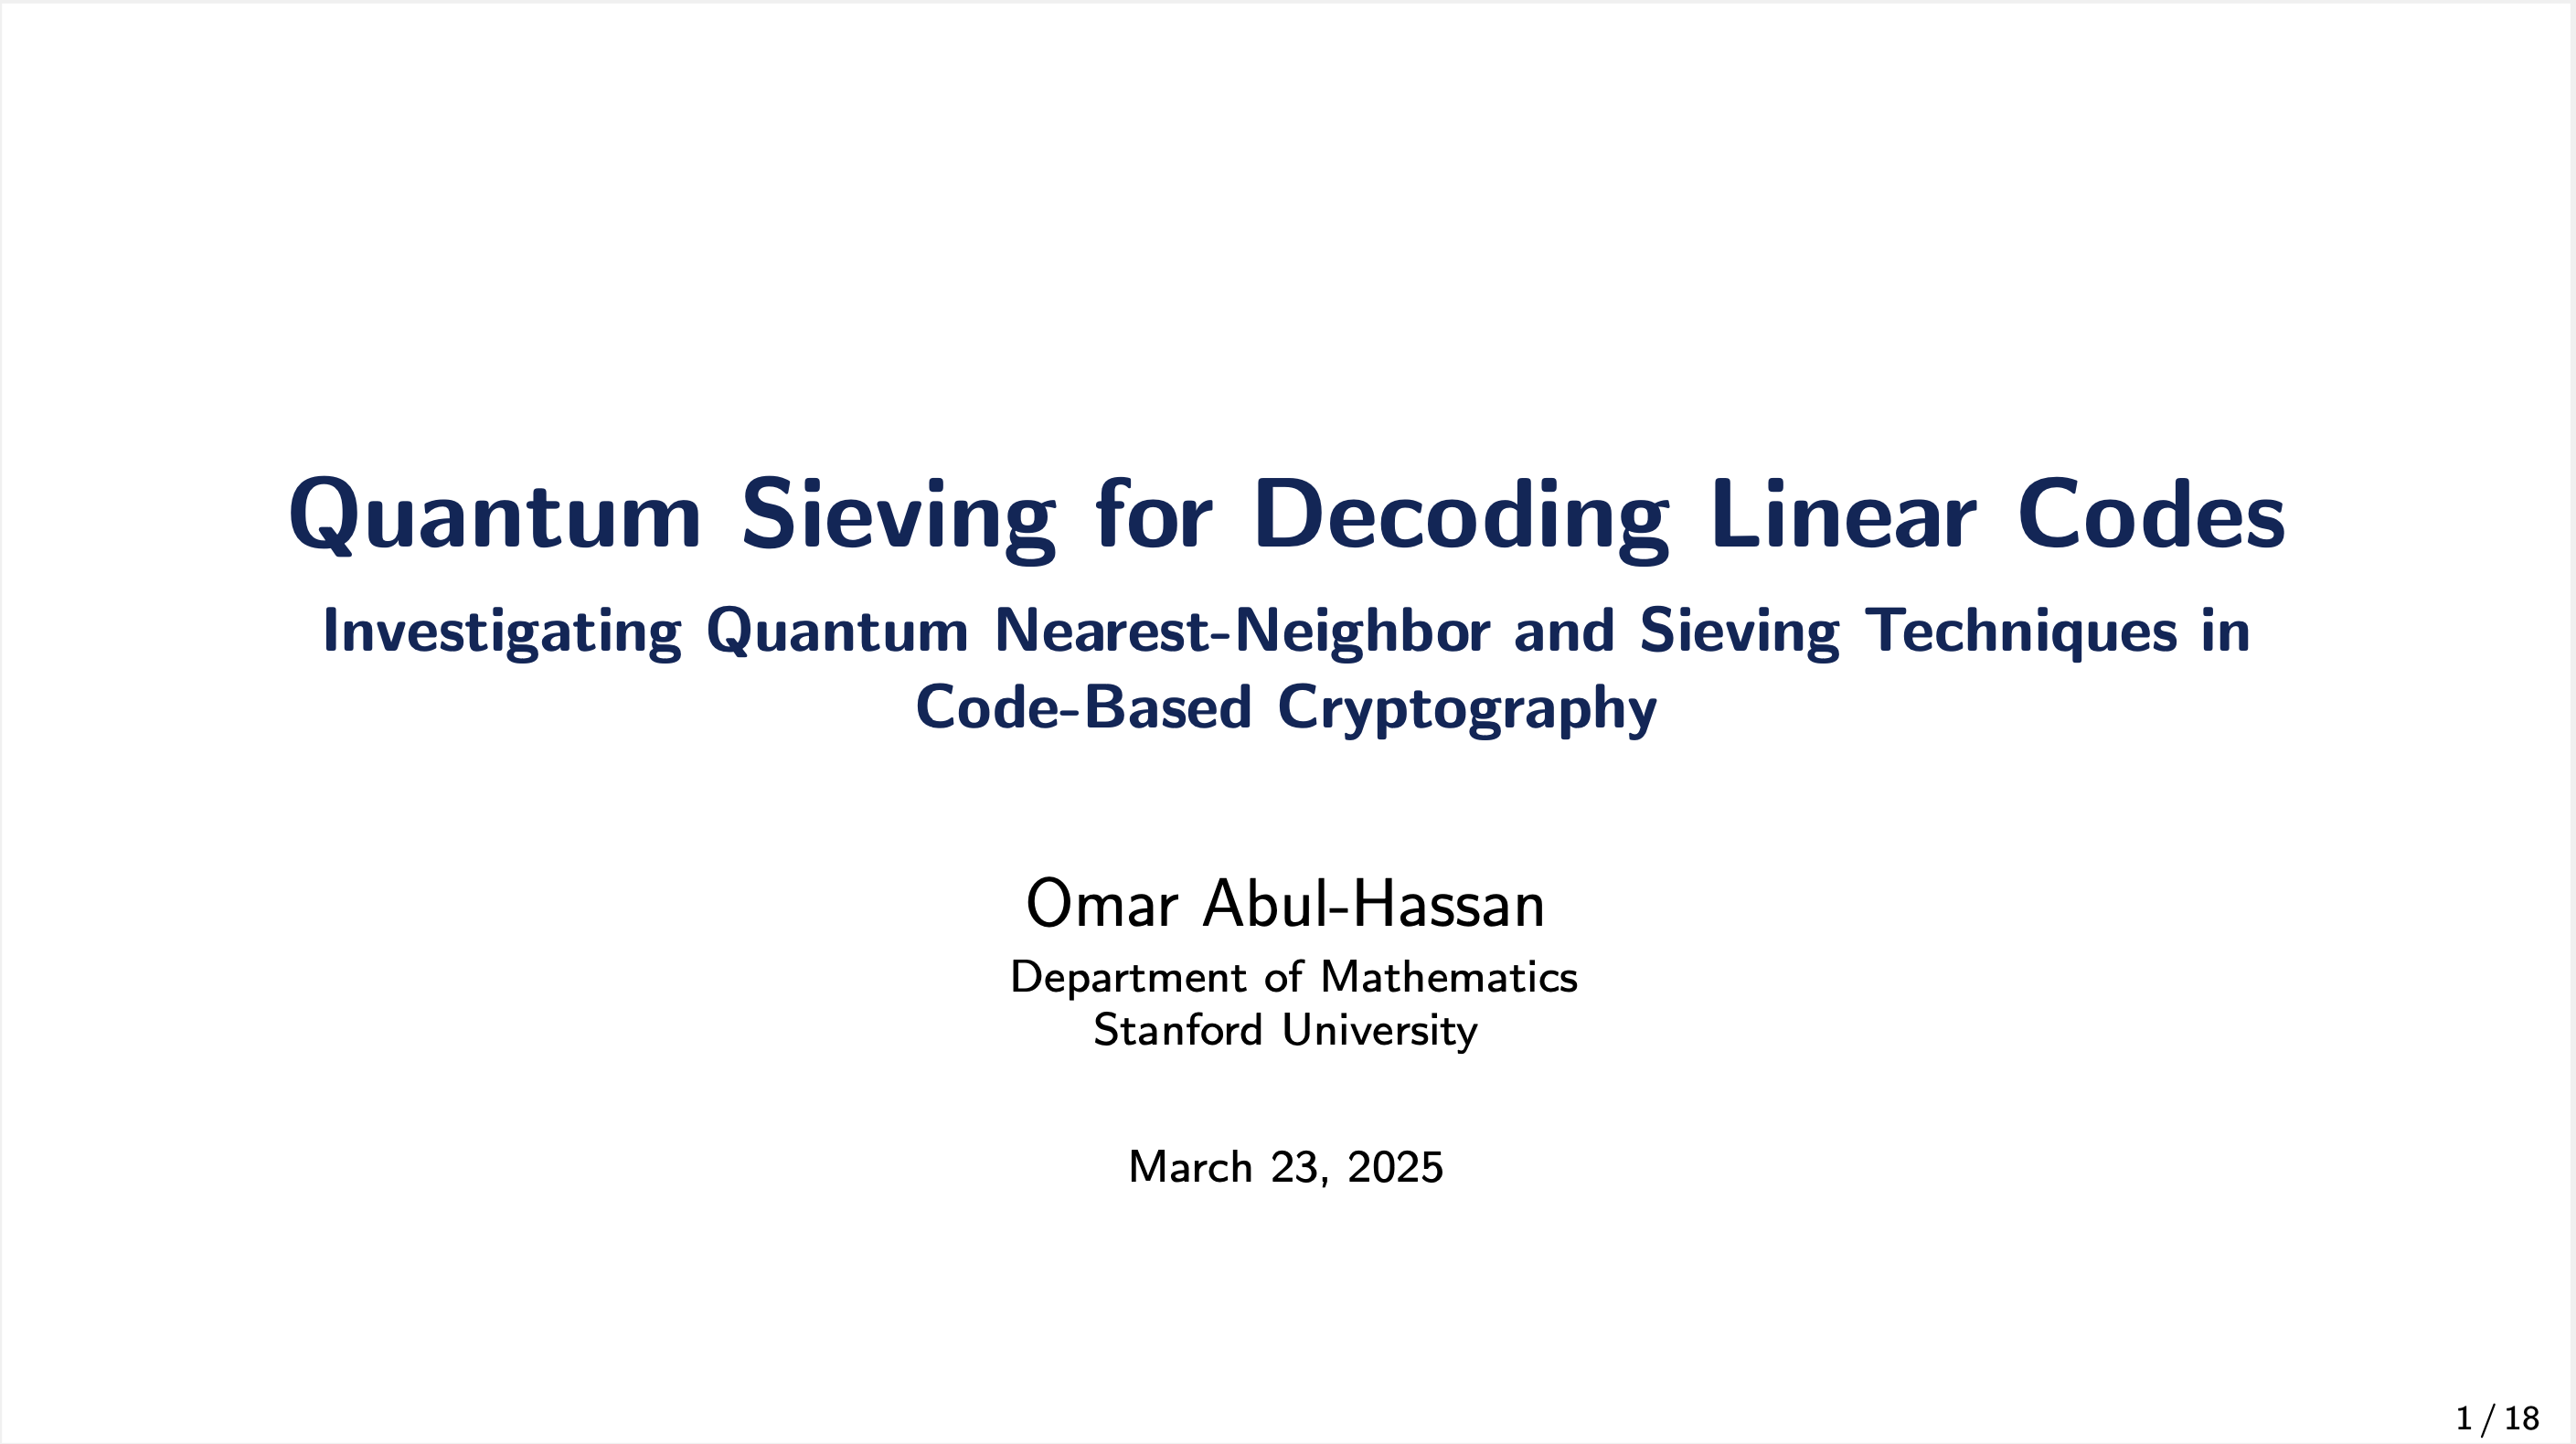 Quantum Sieving for Decoding Linear Codes
Investigating Quantum Nearest-Neighbor and Sieving Techniques in
Code-Based Cryptography
Omar Abul-Hassan
Department of Mathematics
Stanford University
March 23, 2025
1 / 18